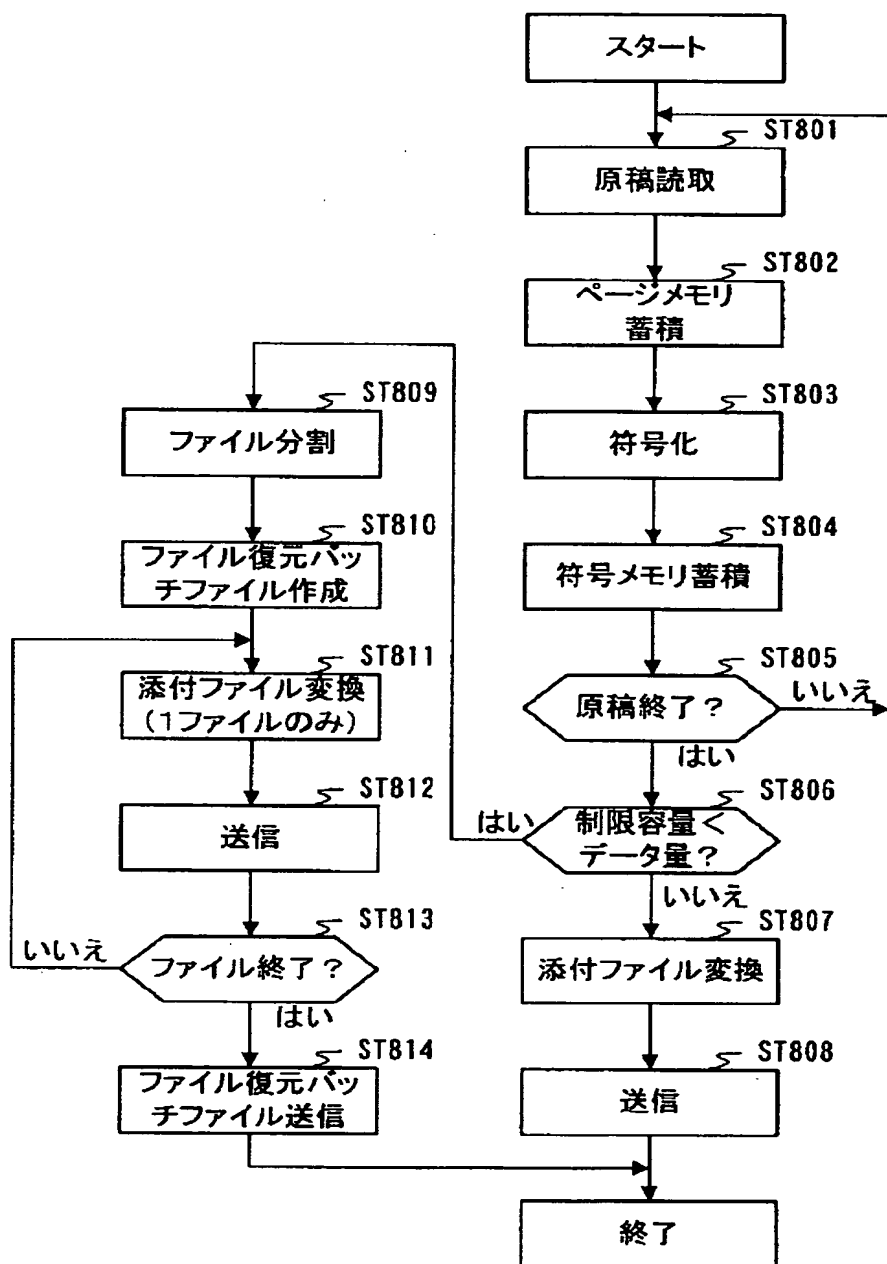 スタート
ST801
原稿読取
ST802
ページメモリ
蓄積
ST803
符号化
ST804
符号メモリ蓄積
ST805
原稿終了?
いいえ
はい
ST806
制限容量<
データ量?
はい
いいえ
ST807
添付ファイル変換
ST808
送信
終了
ST809
ファイル分割
ST810
ファイル復元バッ
チファイル作成
ST811
添付ファイル変換
(1ファイルのみ)
ST812
送信
ST813
ファイル終了?
いいえ
はい
ST814
ファイル復元バッ
チファイル送信